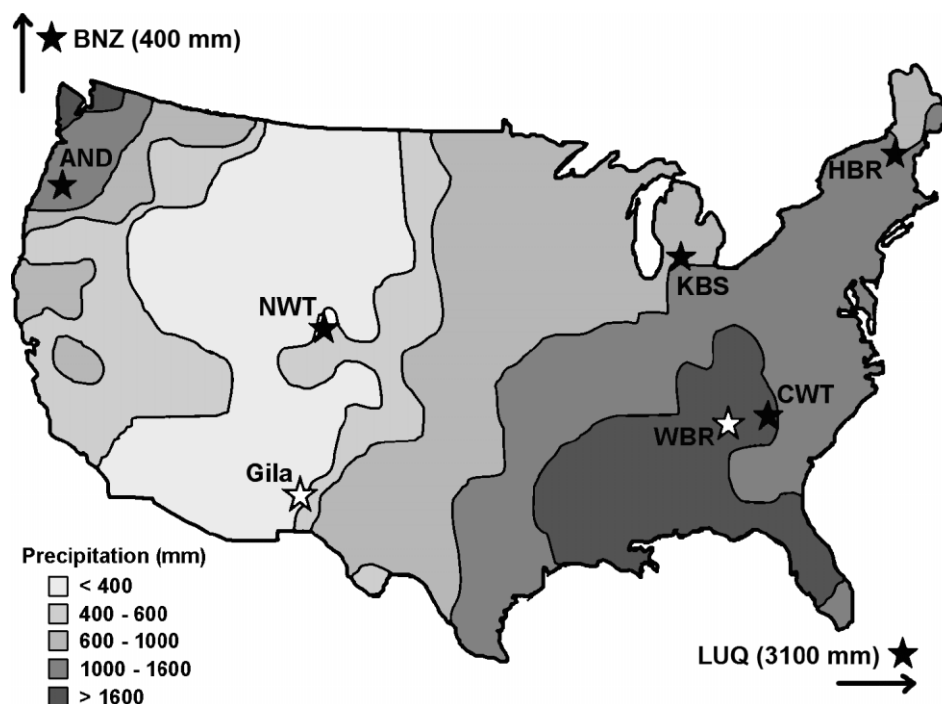 BNZ (400 mm)
AND
HBR
KBS
NWT
CWT
WBR
Gila
Precipitation (mm)
< 400
400 - 600
600 - 1000
1000 - 1600
> 1600
LUQ (3100 mm)